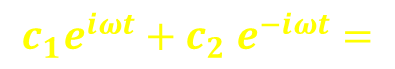 c₁e^{iωt} + c₂ e^{−iωt} =